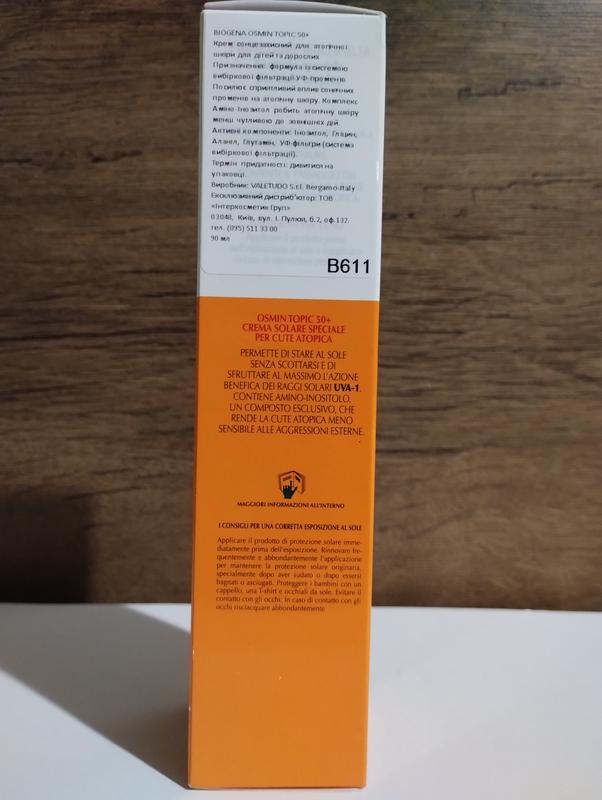 BIOGENA OSMIN TOPIC 50+
Крем сонцезахисний для атопічної
шкіри для дітей та дорослих
Призначення: формула із системою
вибіркової фільтрації УФ-променів.
Посилює сприятливий вплив сонячних
променів на атопічну шкіру. Комплекс
Аміно-Інозитол робить атопічну шкіру
менш чутливою до зовнішніх дій.
Активні компоненти: Інозитол, Гліцин,
Аланіл, Глутамін, УФ-фільтри (система
вибіркової фільтрації).
Термін придатності: дивитися на
упаковці.
Виробник: VALETUDO S.r.l. Bergamo-Italy
Ексклюзивний дистриб'ютер: ТОВ
«Інтеркосметик Груп»
03048, Київ, вул. І. Пулюя, б.2, оф.132.
тел. (095) 511 33 00
90 мл
B611
OSMIN TOPIC 50+
CREMA SOLARE SPECIALE
PER CUTE ATOPICA
PERMETTE DI STARE AL SOLE
SENZA SCOTTARSI E DI
SFRUTTARE AL MASSIMO L'AZIONE
BENEFICA DEI RAGGI SOLARI UVA-1.
CONTIENE AMINO-INOSITOLO,
UN COMPOSTO ESCLUSIVO, CHE
RENDE LA CUTE ATOPICA MENO
SENSIBILE ALLE AGGRESSIONI ESTERNE.
MAGGIORI INFORMAZIONI ALL'INTERNO
I CONSIGLI PER UNA CORRETTA ESPOSIZIONE AL SOLE
Applicare il prodotto di protezione solare imme-
diatamente prima dell'esposizione. Rinnovare fre-
quentemente e abbondantemente l'applicazione
per mantenere la protezione solare originaria,
specialmente dopo aver sudato o dopo essersi
bagnati o asciugati. Proteggere i bambini con un
cappello, una T-shirt e occhiali da sole. Evitare il
contatto con gli occhi. In caso di contatto con gli
occhi risciacquare abbondantemente